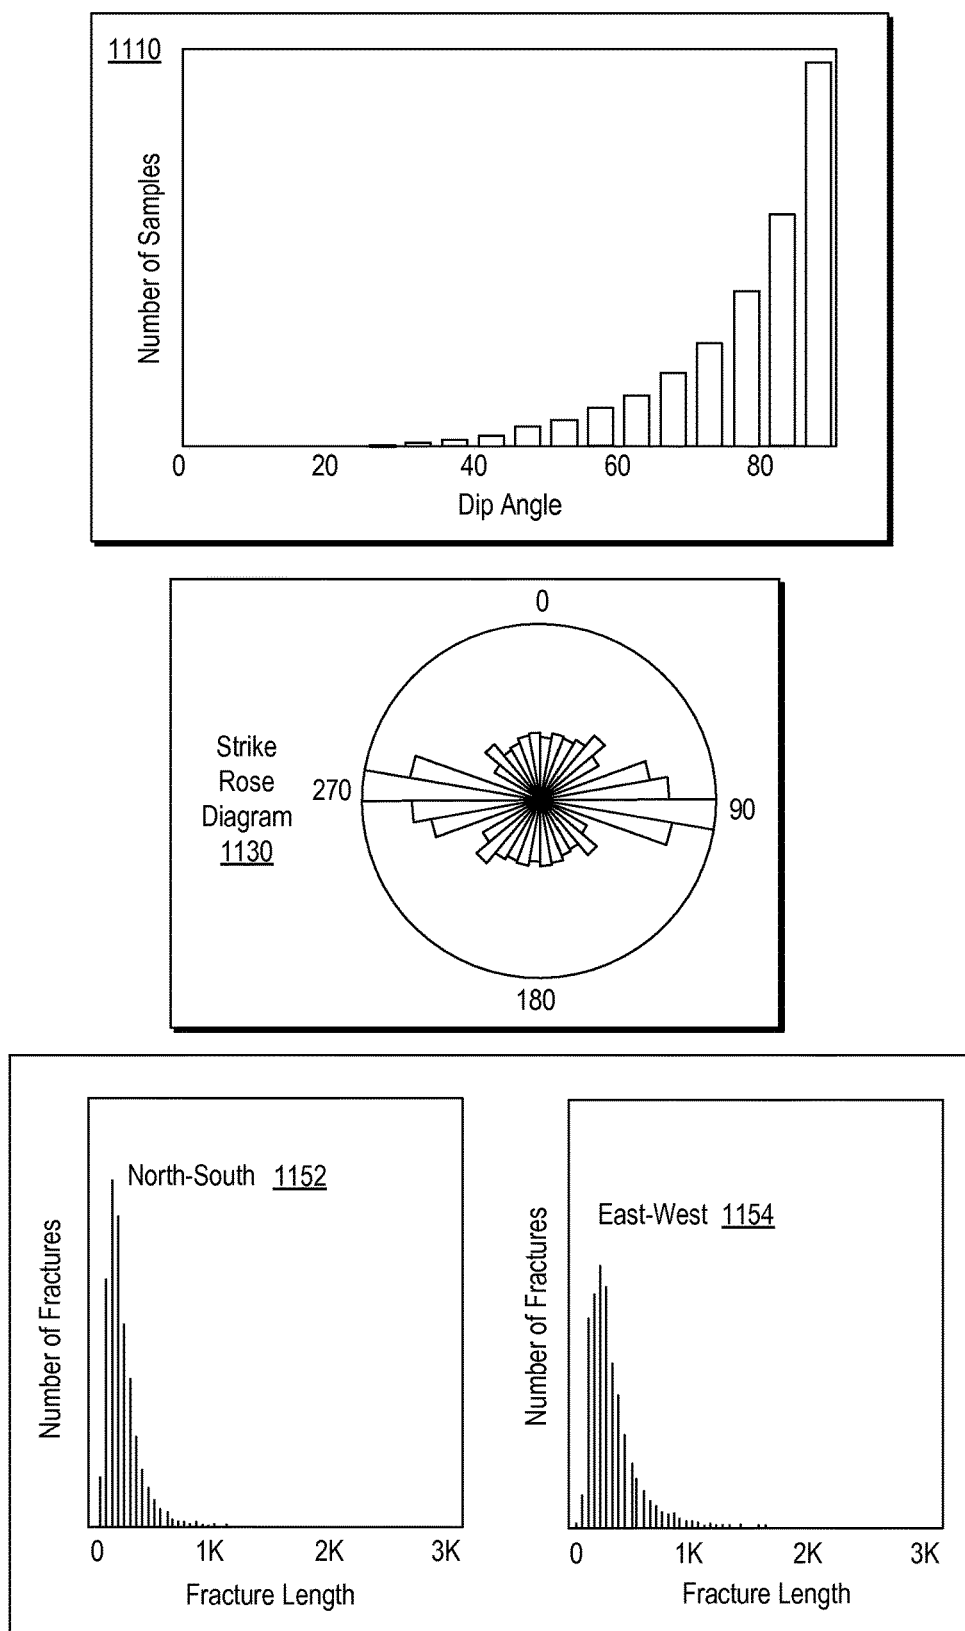 1110
Number of Samples
0 20 40 60 80
Dip Angle
0
Strike
Rose
Diagram
1130
270
90
180
North-South 1152
Number of Fractures
0 1K 2K 3K
Fracture Length
East-West 1154
Number of Fractures
0 1K 2K 3K
Fracture Length